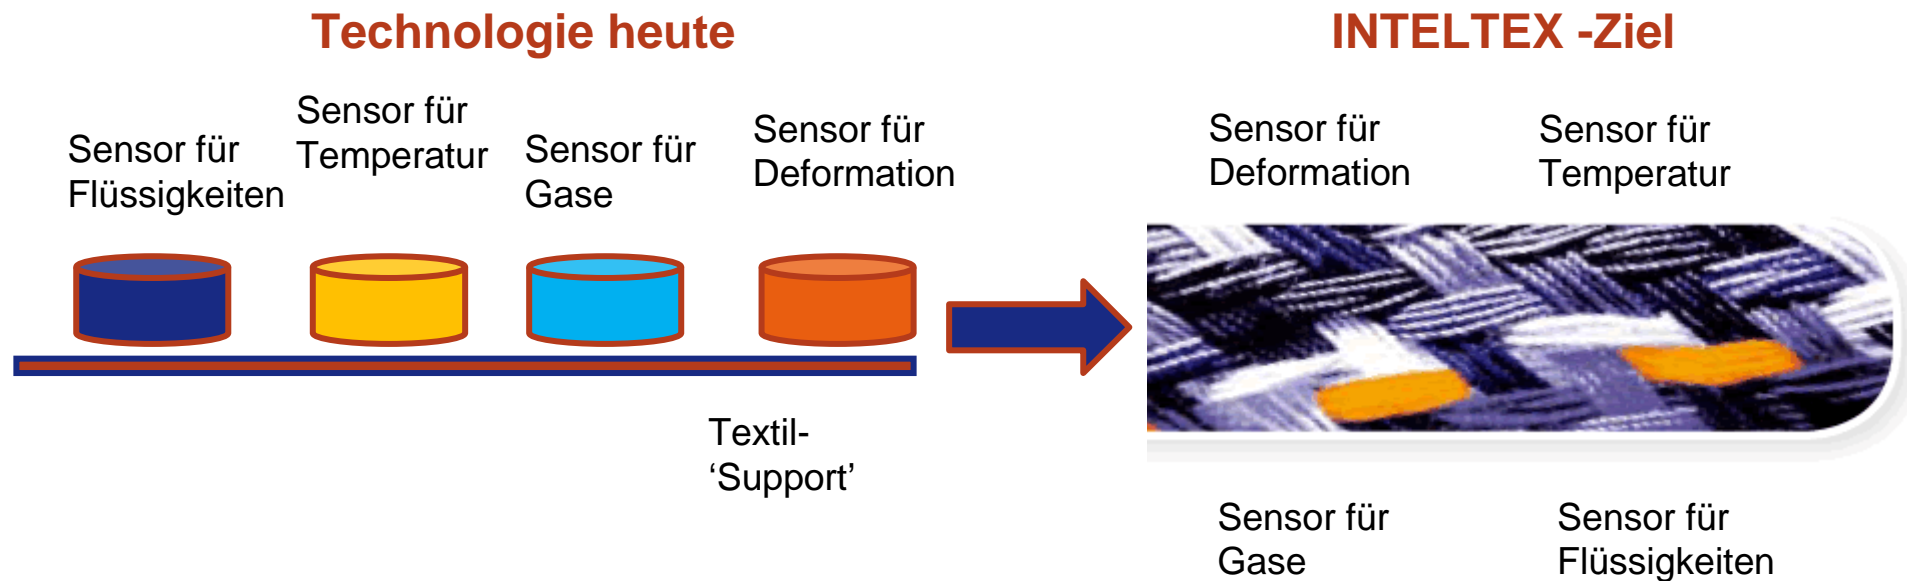 Technologie heute
INTELTEX -Ziel
Sensor für
Flüssigkeiten
Sensor für
Temperatur
Sensor für
Gase
Sensor für
Deformation
Sensor für
Deformation
Sensor für
Temperatur
Textil-
‘Support’
Sensor für
Gase
Sensor für
Flüssigkeiten